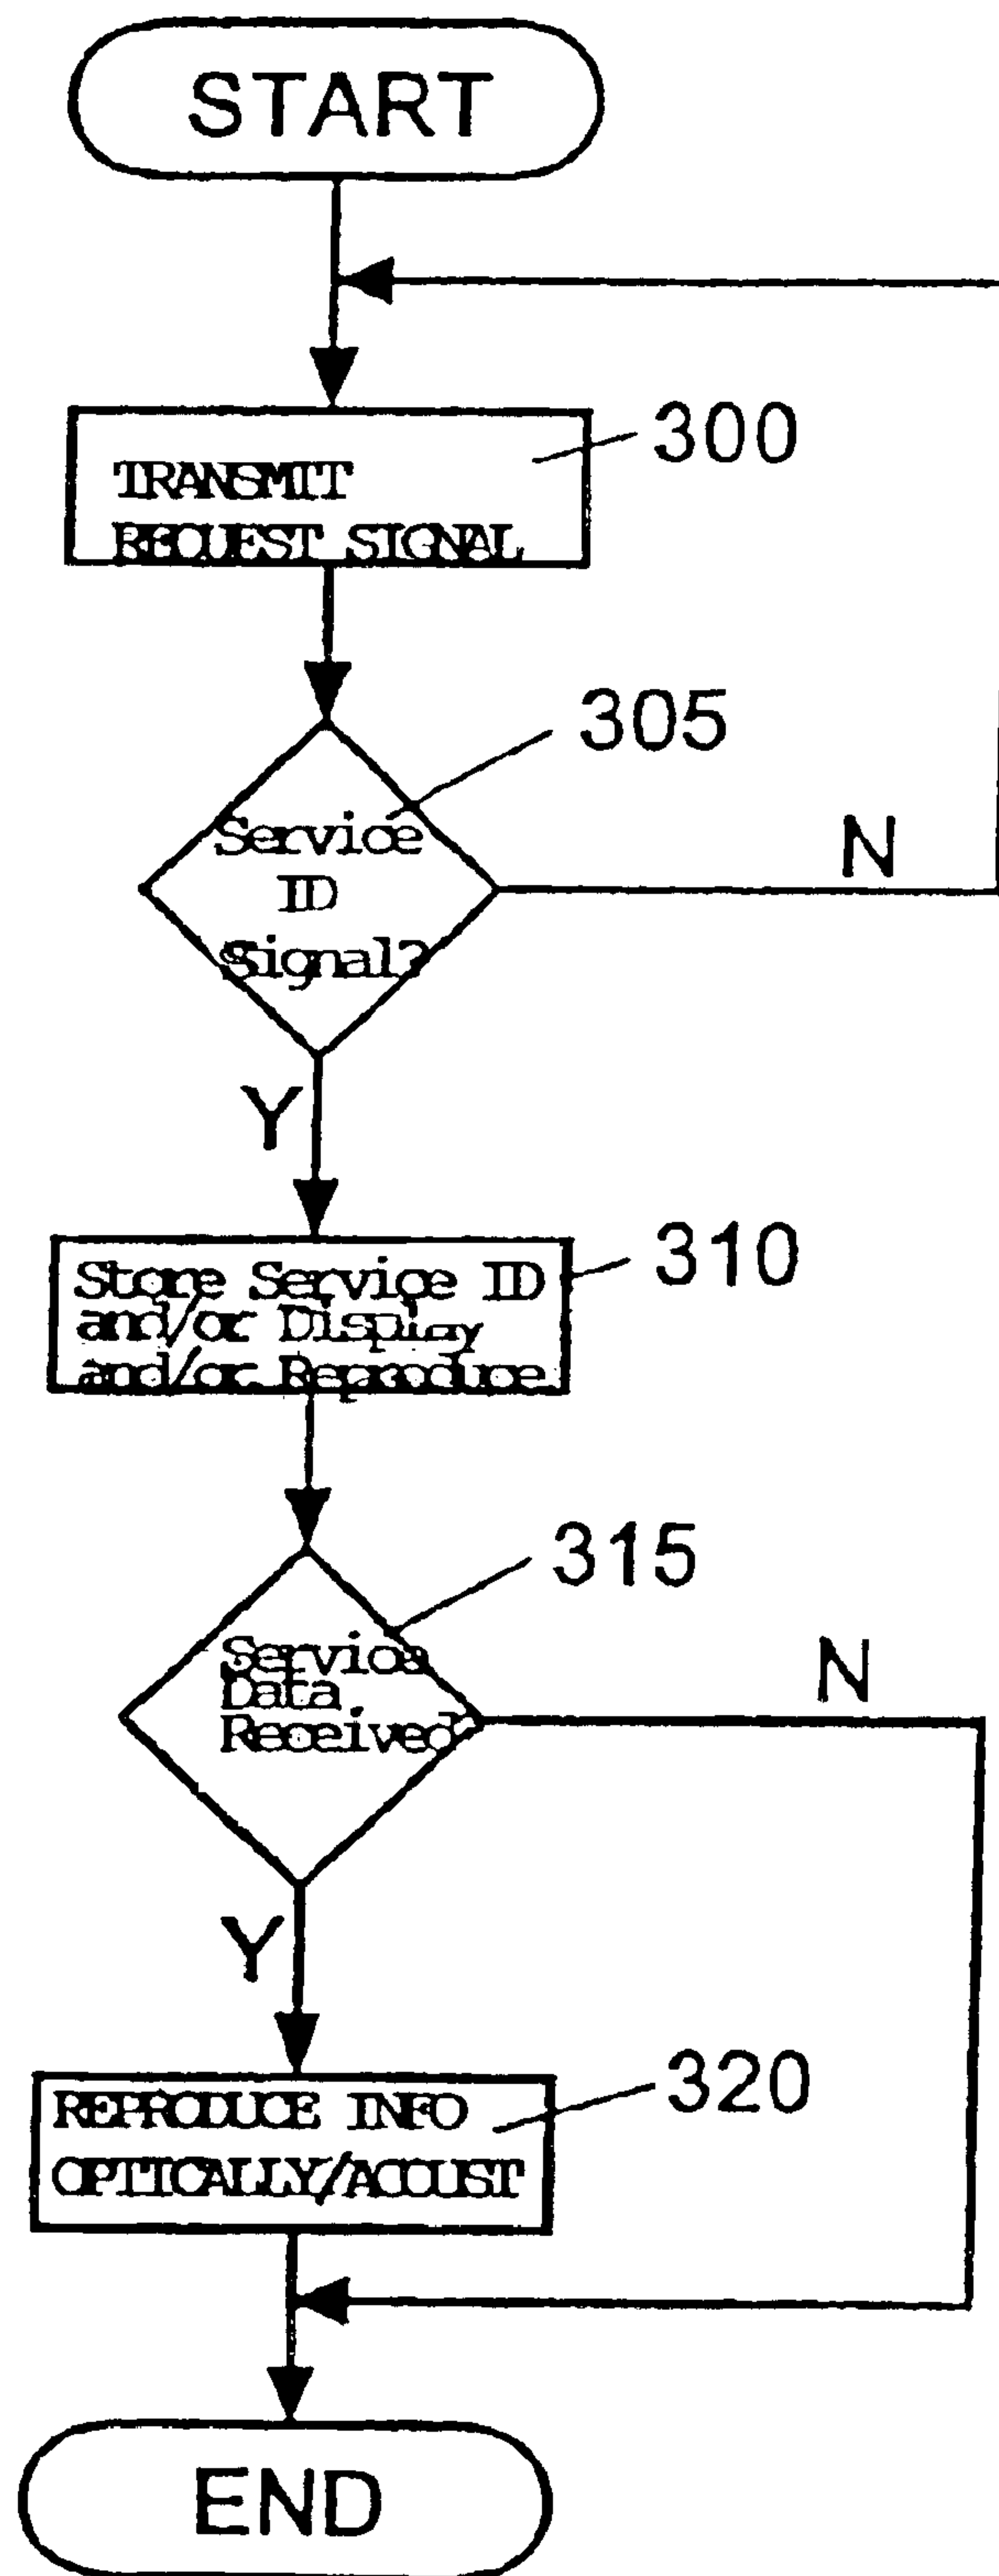 START
300
TRANSMITT
REQUEST SIGNAL
305
Service
ID
Signal?
N
Y
310
Store Service ID
and/or Display
and/or Reproduce
315
Service
Data
Received
N
Y
320
REPRODUCE INFO
OPTICALLY/ACOUST
END